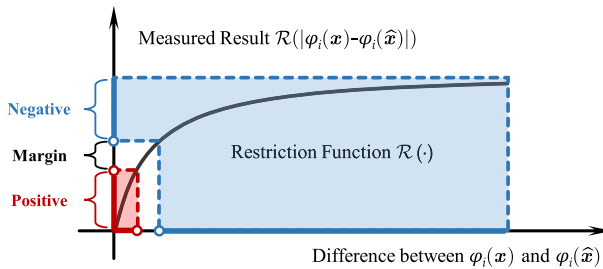 Measured Result ℛ(|φᵢ(𝒙)-φᵢ(𝒙̂)|)
Negative
Margin
Restriction Function ℛ(·)
Positive
Difference between φᵢ(𝒙) and φᵢ(𝒙̂)